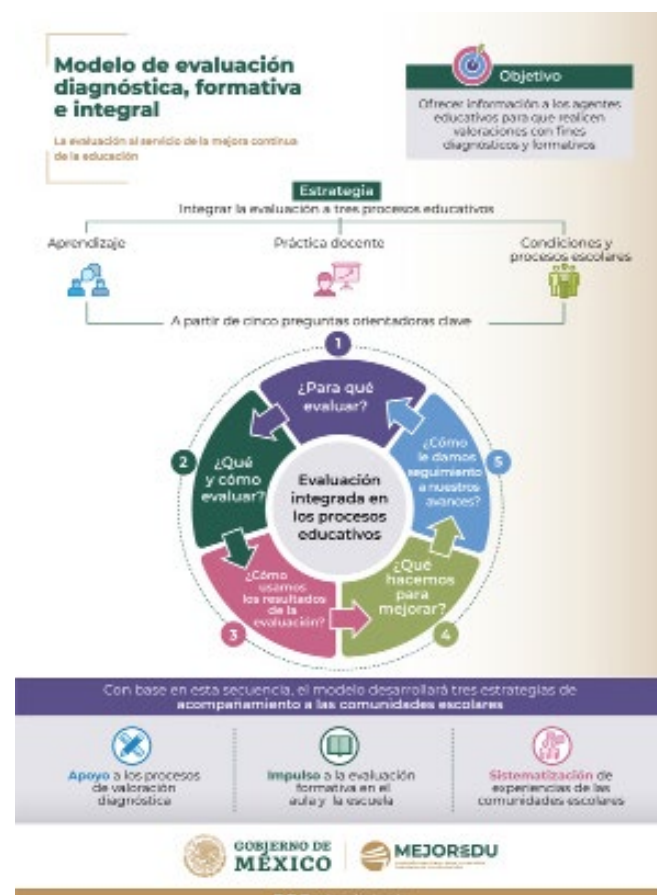 Modelo de evaluación
diagnóstica, formativa
e integral
La evaluación al servicio de la mejora continua
de la educación
Objetivo
Ofrecer información a los agentes
educativos para que realicen
valoraciones con fines
diagnósticos y formativos
Estrategia
Integrar la evaluación a tres procesos educativos
Aprendizaje
Práctica docente
Condiciones y
procesos escolares
A partir de cinco preguntas orientadoras clave
1
¿Para qué
evaluar?
2
¿Qué
y cómo
evaluar?
3
¿Cómo
usamos
los resultados
de la
evaluación?
4
¿Qué
hacemos
para
mejorar?
5
¿Cómo
le damos
seguimiento
a nuestros
avances?
Evaluación
integrada en
los procesos
educativos
Con base en esta secuencia, el modelo desarrollará tres estrategias de
acompañamiento a las comunidades escolares
Apoyo a los procesos
de valoración
diagnóstica
Impulso a la evaluación
formativa en el
aula y la escuela
Sistematización de
experiencias de las
comunidades escolares
GOBIERNO DE
MÉXICO
MEJOREDU